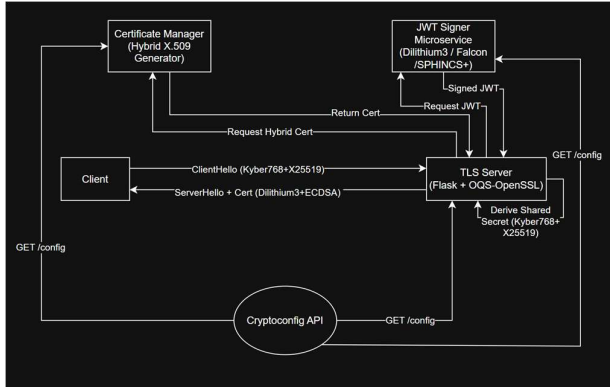 Certificate Manager
(Hybrid X.509
Generator)
JWT Signer
Microservice
(Dilithium3 / Falcon
/SPHINCS+)
Signed JWT
Return Cert
Request JWT
Request Hybrid Cert
GET /config
ClientHello (Kyber768+X25519)
Client
TLS Server
(Flask + OQS-OpenSSL)
ServerHello + Cert (Dilithium3+ECDSA)
Derive Shared
Secret (Kyber768+
X25519)
GET /config
Cryptoconfig API
GET /config